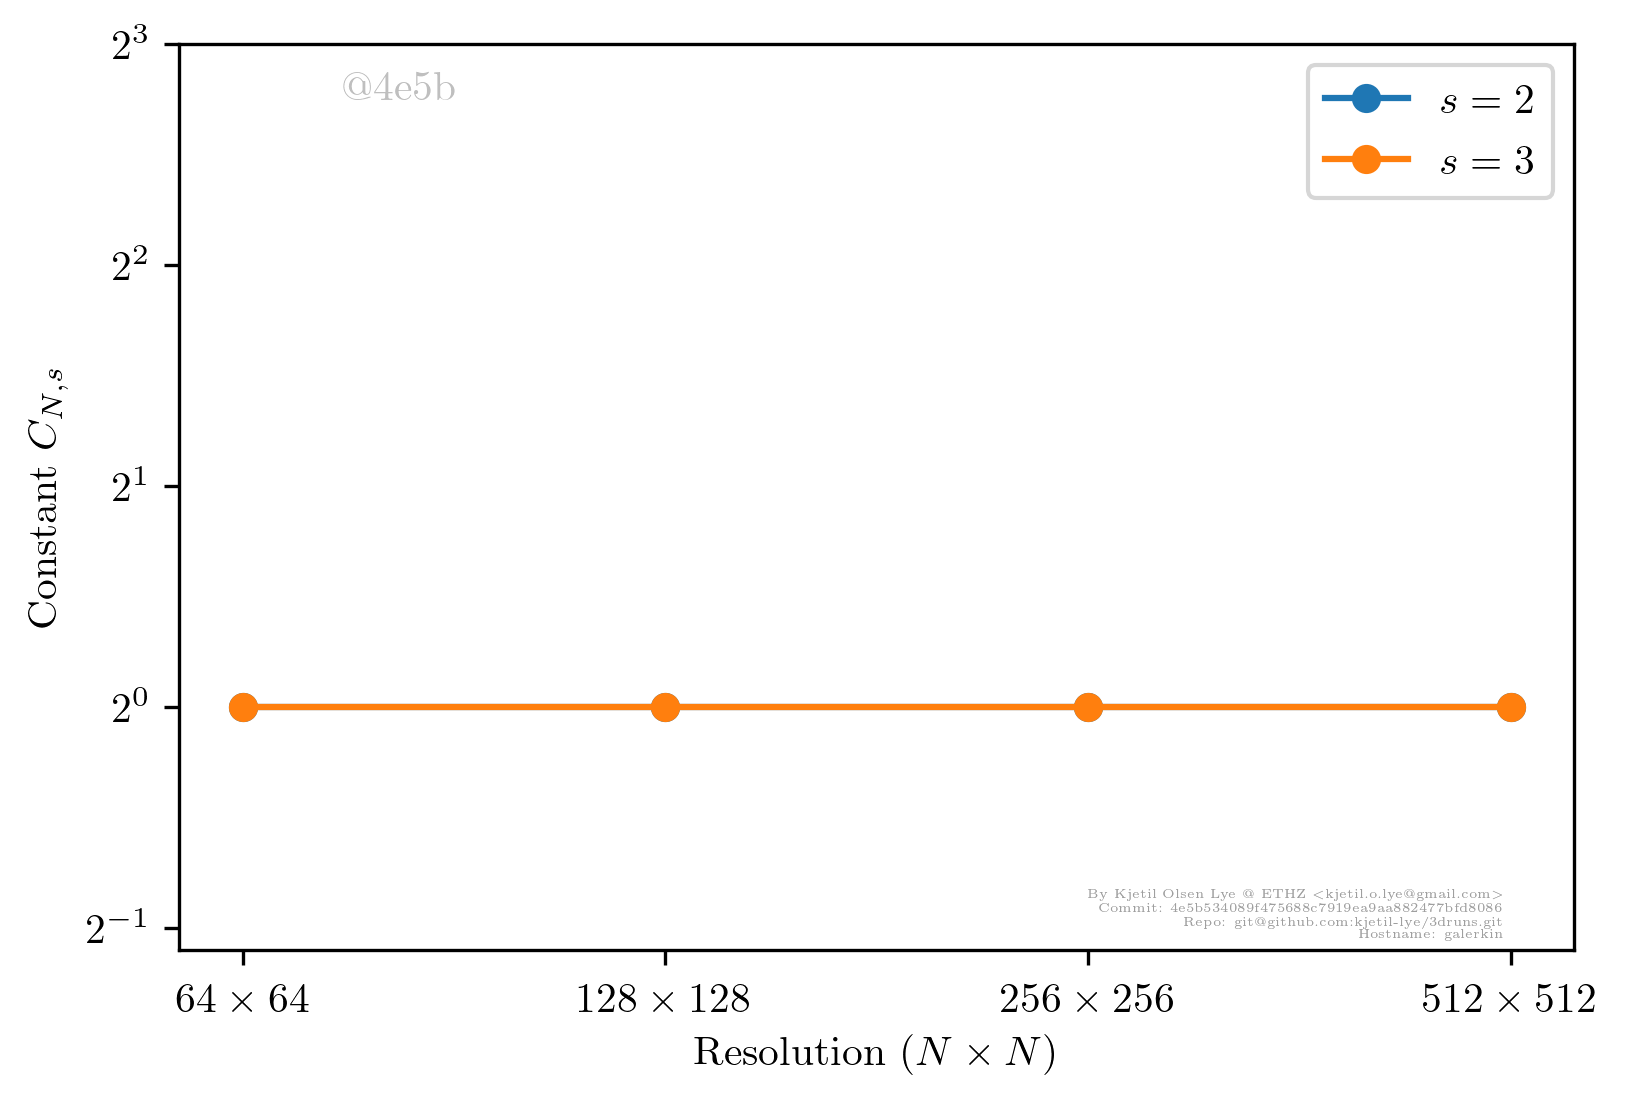 2^3
@4e5b
s = 2
s = 3
2^2
2^1
2^0
2^{-1}
Constant C_{N,s}
By Kjetil Olsen Lye @ ETHZ <kjetil.o.lye@gmail.com>
Commit: 4e5b534089f475688c7919ea9aa882477bfd8086
Repo: git@github.com:kjetil-lye/3druns.git
Hostname: galerkin
64 × 64
128 × 128
256 × 256
512 × 512
Resolution (N × N)